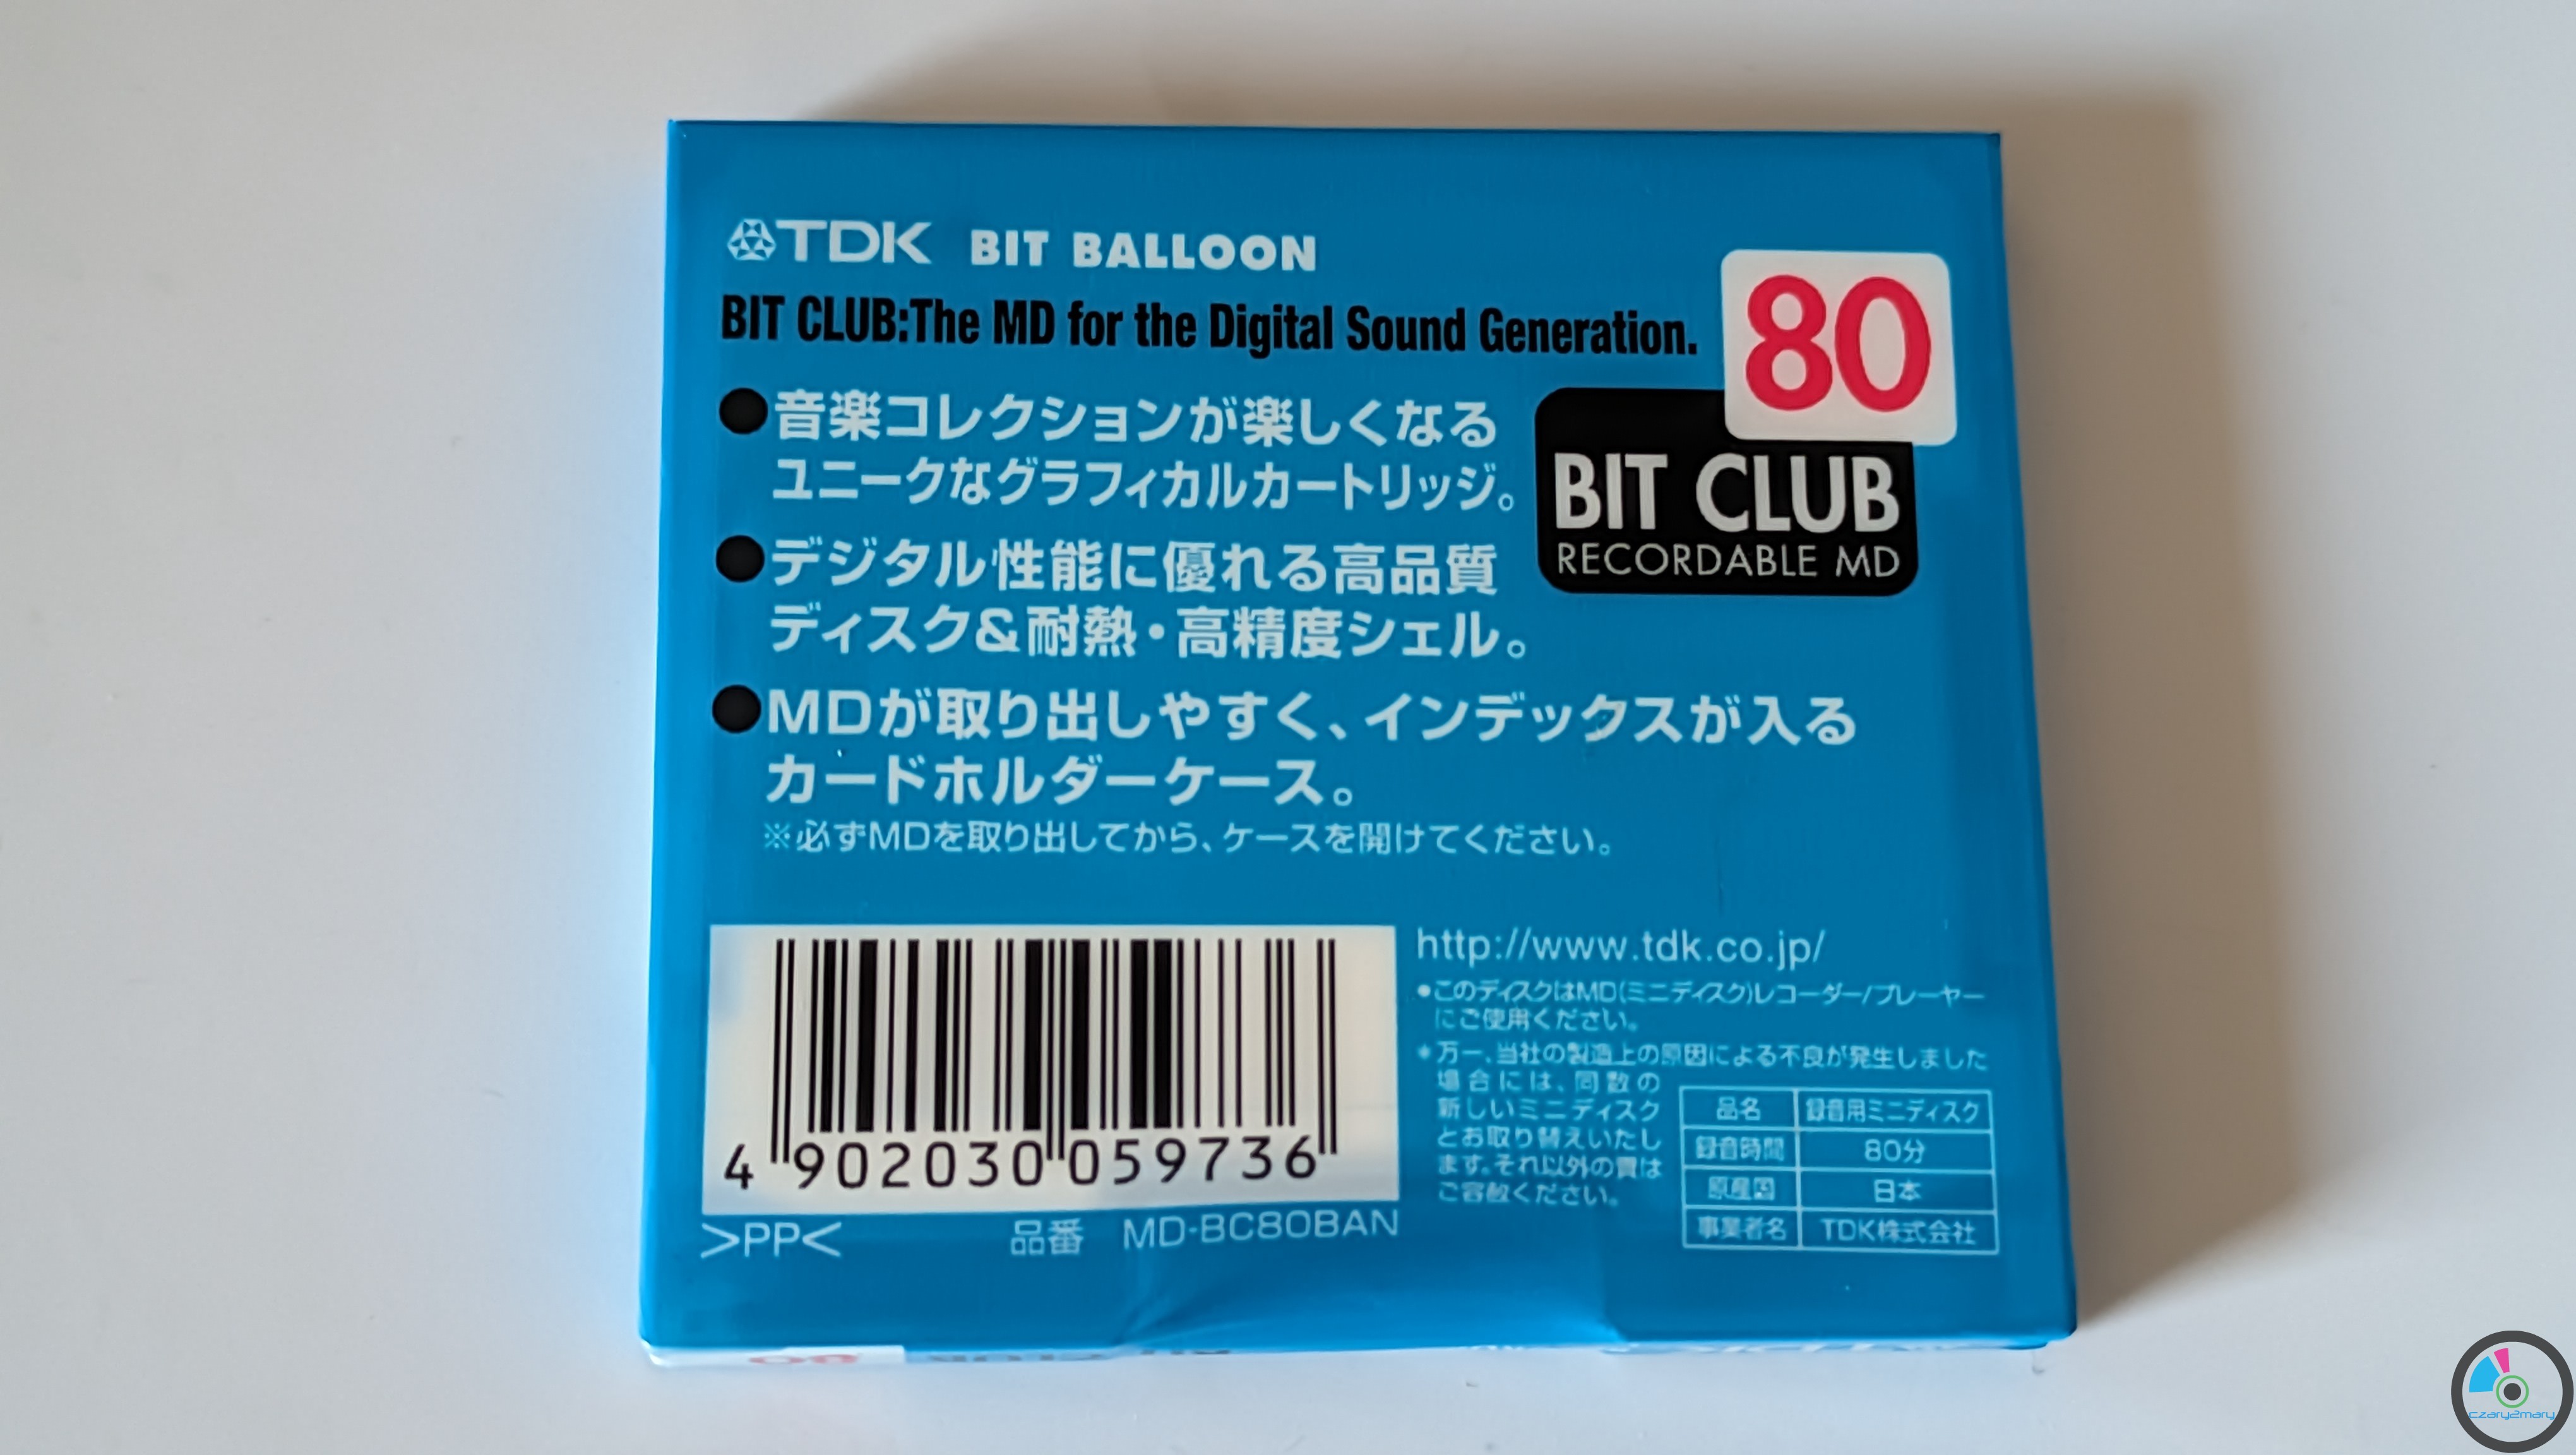 TDK BIT BALLOON
BIT CLUB:The MD for the Digital Sound Generation.
80
BIT CLUB
RECORDABLE MD
●音楽コレクションが楽しくなる
ユニークなグラフィカルカートリッジ。
●デジタル性能に優れる高品質
ディスク&耐熱・高精度シェル。
●MDが取り出しやすく、インデックスが入る
カードホルダーケース。
※必ずMDを取り出してから、ケースを開けてください。
4 902030 059736
>PP<
品番 MD-BC80BAN
http://www.tdk.co.jp/
●このディスクはMD(ミニディスク)レコーダー/プレーヤー
にご使用ください。
●万一、当社の製造上の原因による不良が発生しました
場合には、同数の
新しいミニディスク
とお取り替えいたし
ます。それ以外の責は
ご容赦ください。
品名 録音用ミニディスク
録音時間 80分
原産国 日本
事業者名 TDK株式会社
czary2mary